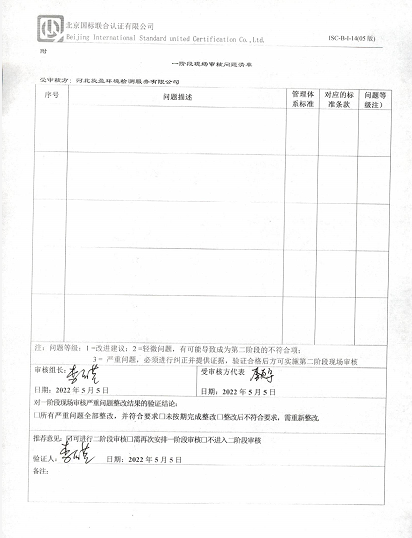 北京国标联合认证有限公司
Beijing International Standard united Certification Co.,Ltd.
ISC-B-I-14(05版)
附
一阶段现场审核问题清单
受审核方：河北庚蓝环境检测服务有限公司
序号 问题描述 管理体系标准 对应的标准条款 问题等级注）
注：问题等级：1=改进建议；2=轻微问题，有可能导致成为第二阶段的不符合项；
3= 严重问题，必须进行纠正并提供证据，验证合格后方可实施第二阶段现场审核
审核组长： 受审核方代表
日期：2022年5月5日 日期：2022年5月5日
对一阶段现场审核严重问题整改结果的验证结论：
□所有严重问题全部整改，并符合要求□未按期完成整改□整改后不符合要求，需重新整改
推荐意见：☑可进行二阶段审核□需再次安排一阶段审核□不进入二阶段审核
验证人： 日期：2022年5月5日
备注：